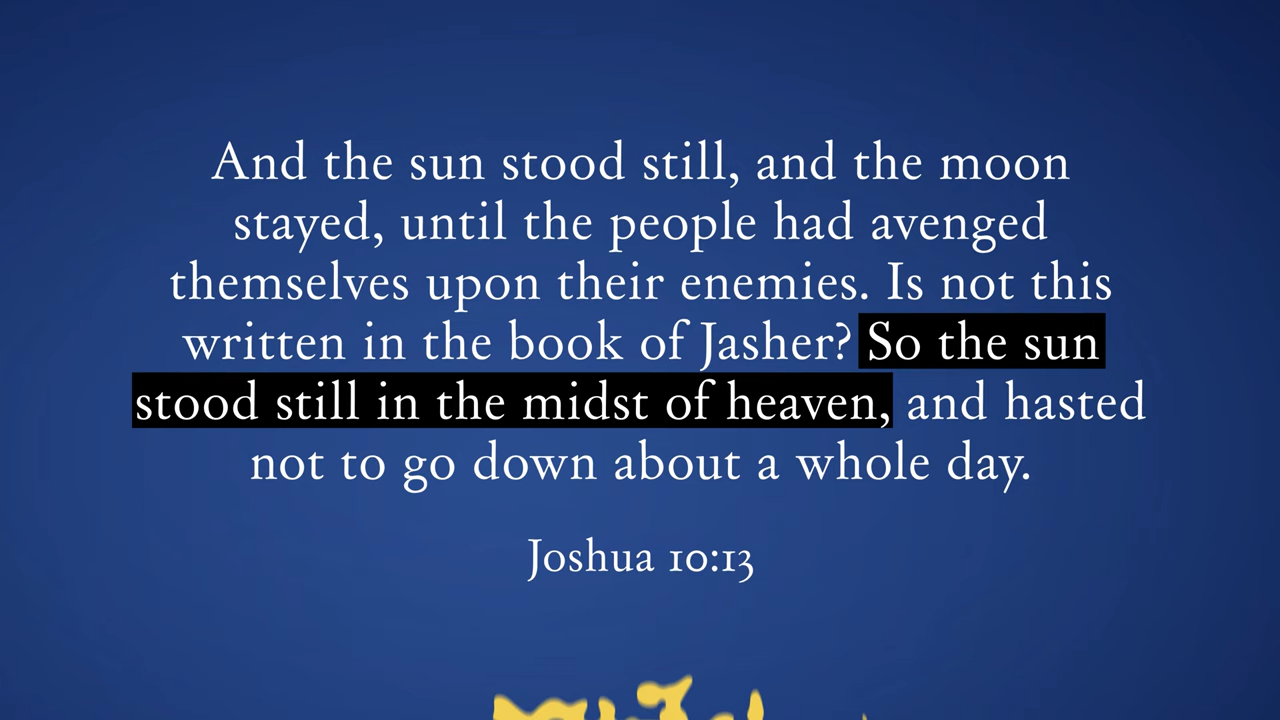 And the sun stood still, and the moon
stayed, until the people had avenged
themselves upon their enemies. Is not this
written in the book of Jasher? So the sun
stood still in the midst of heaven, and hasted
not to go down about a whole day.
Joshua 10:13